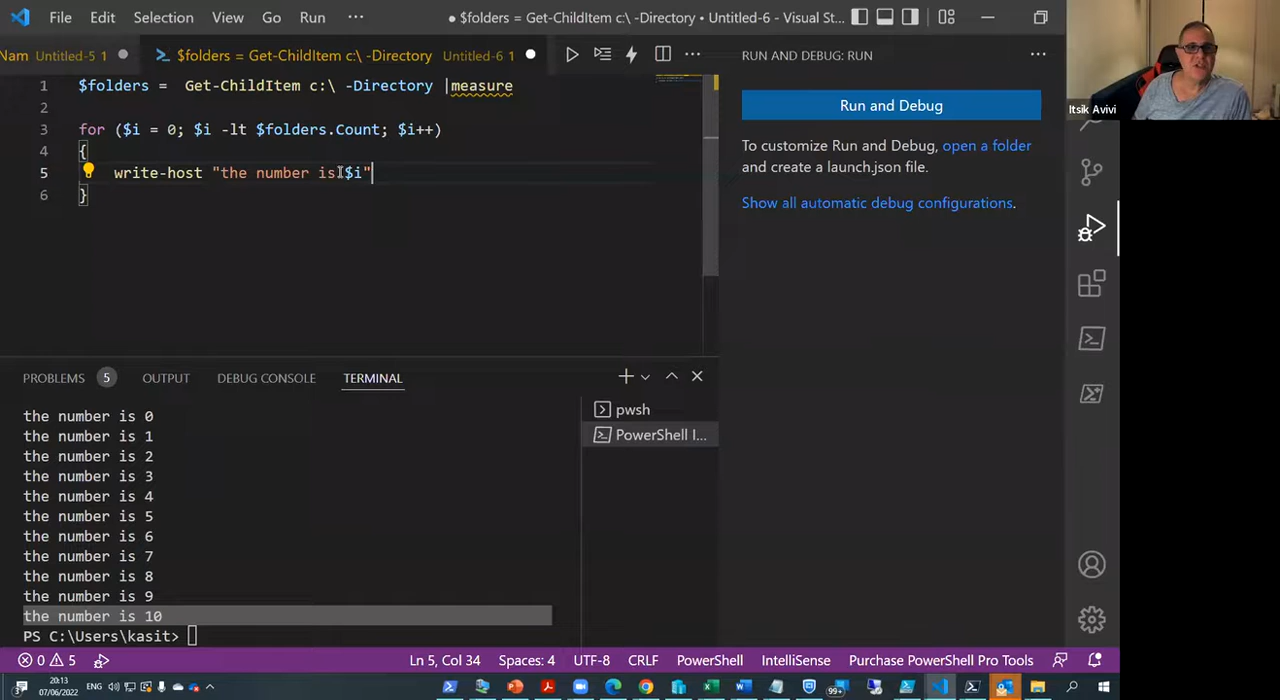 File Edit Selection View Go Run ··· ● $folders = Get-ChildItem c:\ -Directory • Untitled-6 - Visual St...
Nam Untitled-5 1 $folders = Get-ChildItem c:\ -Directory Untitled-6 1
RUN AND DEBUG: RUN
1 $folders = Get-ChildItem c:\ -Directory |measure
2
3 for ($i = 0; $i -lt $folders.Count; $i++)
4 {
5 write-host "the number is $i"
6 }
Run and Debug
To customize Run and Debug, open a folder
and create a launch.json file.
Show all automatic debug configurations.
Itsik Avivi
PROBLEMS 5 OUTPUT DEBUG CONSOLE TERMINAL
the number is 0
the number is 1
the number is 2
the number is 3
the number is 4
the number is 5
the number is 6
the number is 7
the number is 8
the number is 9
the number is 10
PS C:\Users\kasit>
pwsh
PowerShell I...
0 5 Ln 5, Col 34 Spaces: 4 UTF-8 CRLF PowerShell IntelliSense Purchase PowerShell Pro Tools
3 20:13
07/06/2022 ENG 99+